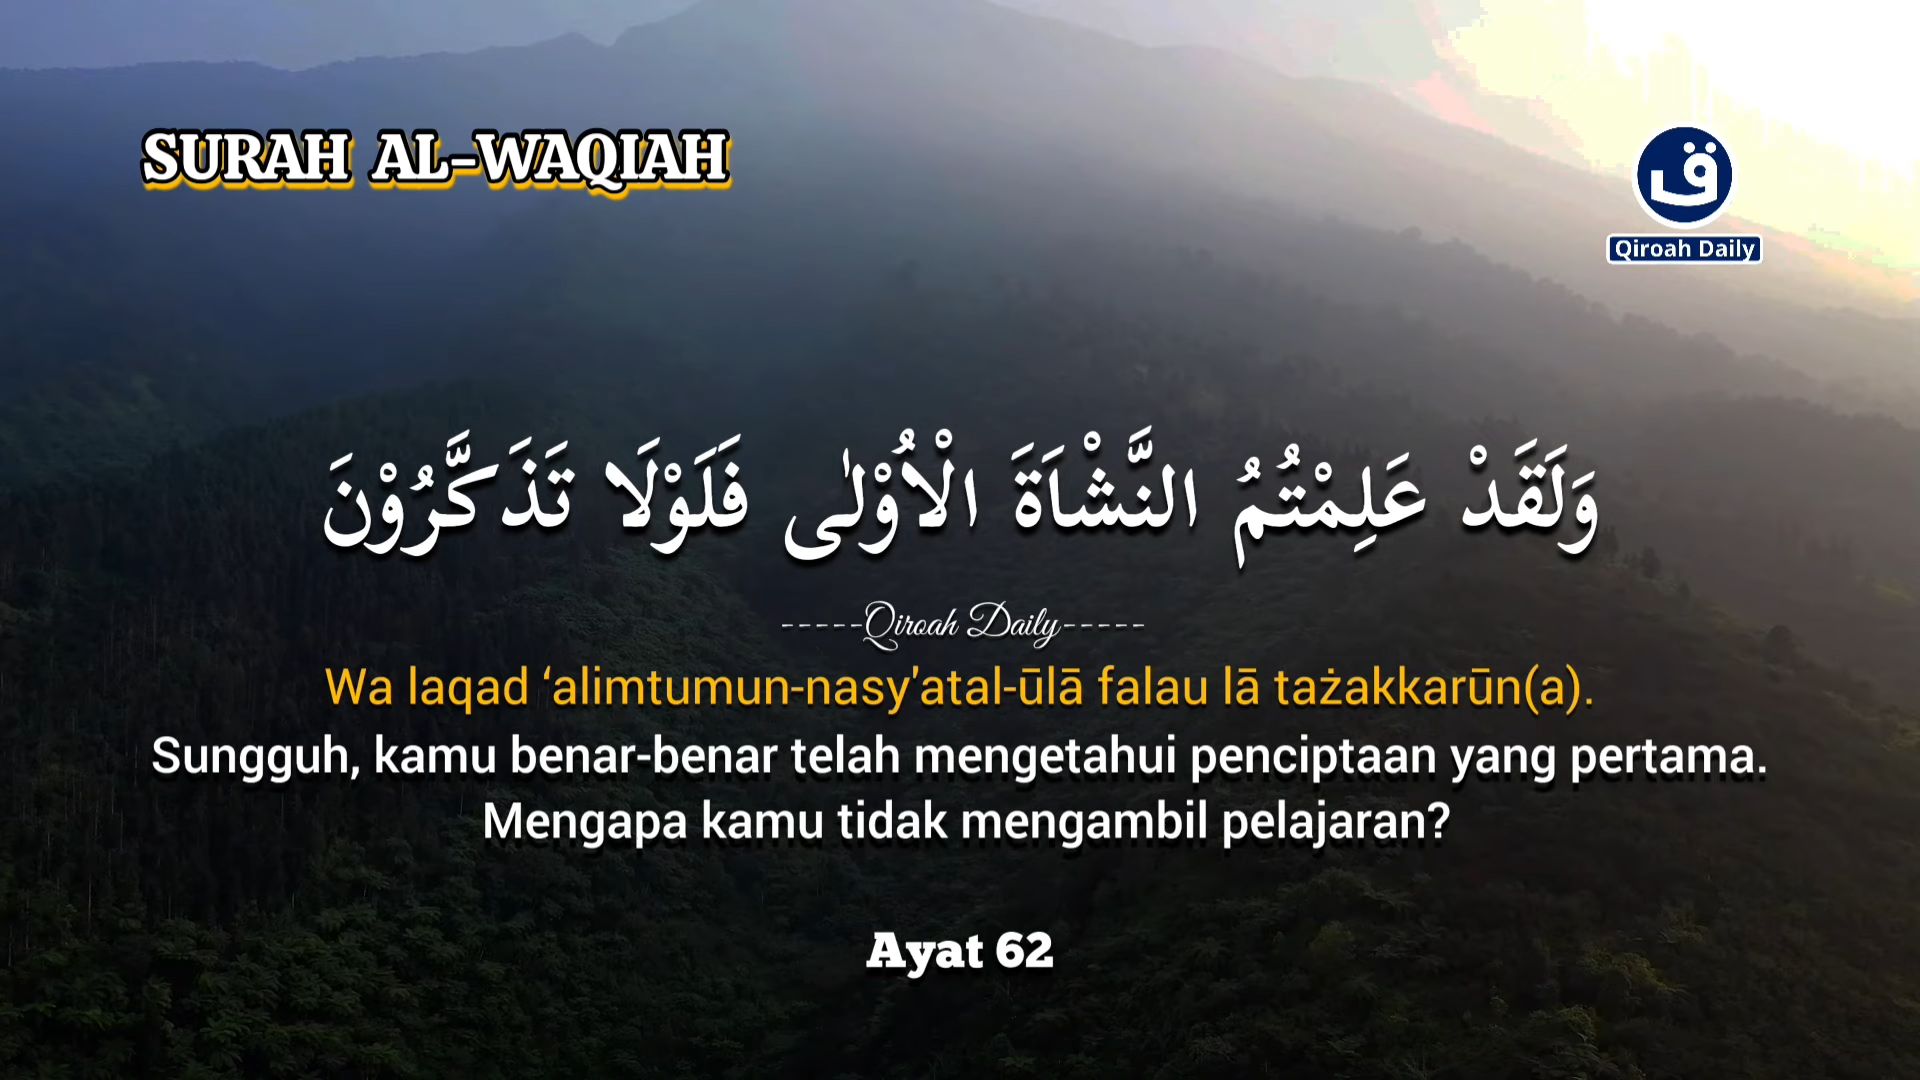 SURAH AL-WAQIAH
ق
Qiroah Daily
وَلَقَدْ عَلِمْتُمُ النَّشْاَةَ الْاُوْلٰى فَلَوْلَا تَذَكَّرُوْنَ
-----Qiroah Daily-----
Wa laqad ‘alimtumun-nasy'atal-ūlā falau lā tażakkarūn(a).
Sungguh, kamu benar-benar telah mengetahui penciptaan yang pertama.
Mengapa kamu tidak mengambil pelajaran?
Ayat 62